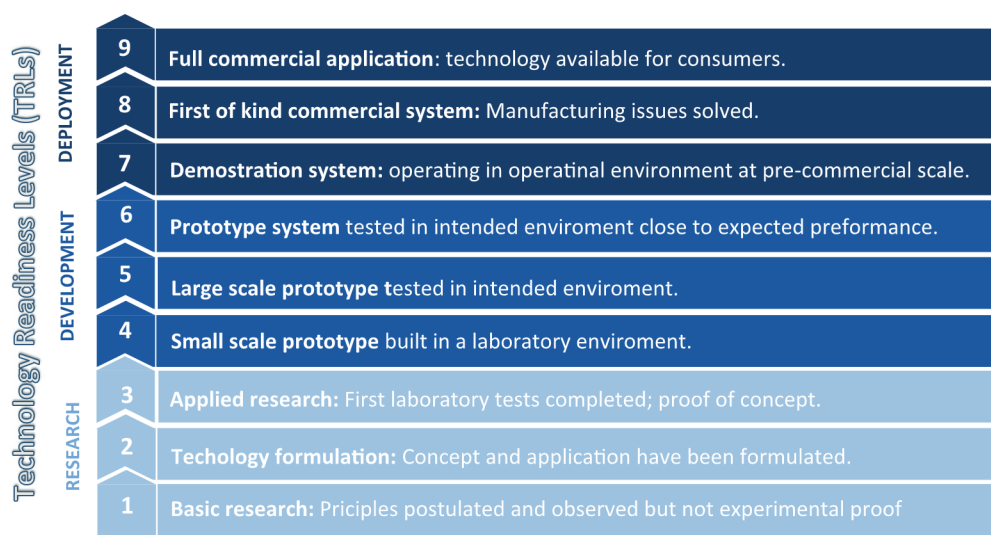 Technology Readiness Levels (TRLs)
DEPLOYMENT
9
Full commercial application: technology available for consumers.
8
First of kind commercial system: Manufacturing issues solved.
7
Demostration system: operating in operatinal environment at pre-commercial scale.
DEVELOPMENT
6
Prototype system tested in intended enviroment close to expected preformance.
5
Large scale prototype tested in intended enviroment.
4
Small scale prototype built in a laboratory enviroment.
RESEARCH
3
Applied research: First laboratory tests completed; proof of concept.
2
Techology formulation: Concept and application have been formulated.
1
Basic research: Priciples postulated and observed but not experimental proof